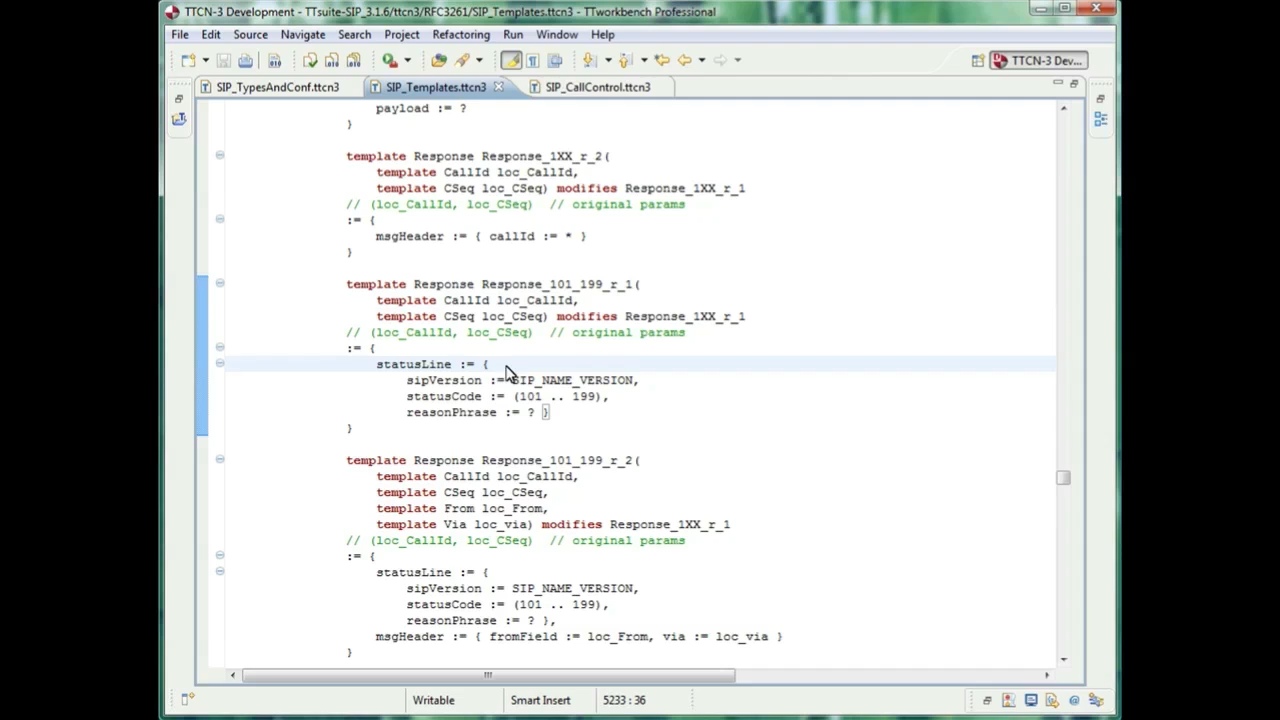 TTCN-3 Development - TTsuite-SIP_3.1.6/ttcn3/RFC3261/SIP_Templates.ttcn3 - TTworkbench Professional
File Edit Source Navigate Search Project Refactoring Run Window Help
TTCN-3 Dev...
SIP_TypesAndConf.ttcn3 SIP_Templates.ttcn3 SIP_CallControl.ttcn3
payload := ?
}
template Response Response_1XX_r_2(
template CallId loc_CallId,
template CSeq loc_CSeq) modifies Response_1XX_r_1
// (loc_CallId, loc_CSeq) // original params
:= {
msgHeader := { callId := * }
}
template Response Response_101_199_r_1(
template CallId loc_CallId,
template CSeq loc_CSeq) modifies Response_1XX_r_1
// (loc_CallId, loc_CSeq) // original params
:= {
statusLine := {
sipVersion := SIP_NAME_VERSION,
statusCode := (101 .. 199),
reasonPhrase := ? }
}
template Response Response_101_199_r_2(
template CallId loc_CallId,
template CSeq loc_CSeq,
template From loc_From,
template Via loc_via) modifies Response_1XX_r_1
// (loc_CallId, loc_CSeq) // original params
:= {
statusLine := {
sipVersion := SIP_NAME_VERSION,
statusCode := (101 .. 199),
reasonPhrase := ? },
msgHeader := { fromField := loc_From, via := loc_via }
}
Writable Smart Insert 5233 : 36